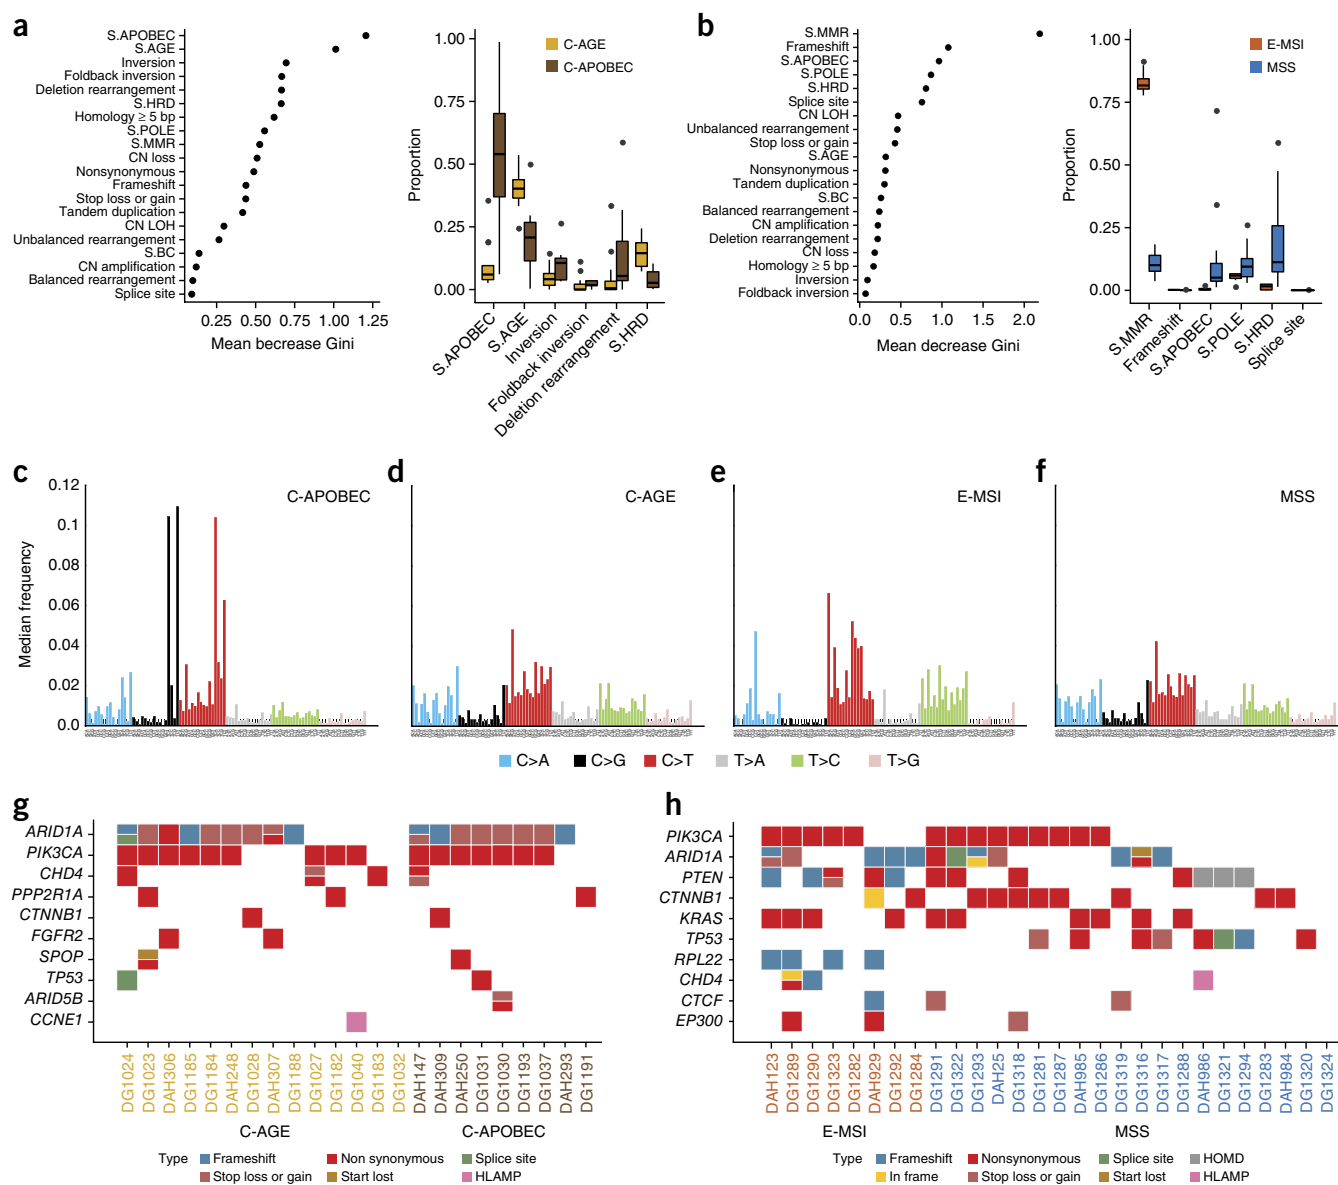 a
S.APOBEC
S.AGE
Inversion
Foldback inversion
Deletion rearrangement
S.HRD
Homology ≥ 5 bp
S.POLE
S.MMR
CN loss
Nonsynonymous
Frameshift
Stop loss or gain
Tandem duplication
CN LOH
Unbalanced rearrangement
S.BC
CN amplification
Balanced rearrangement
Splice site
0.25 0.50 0.75 1.00 1.25
Mean becrease Gini
Proportion
1.00
0.75
0.50
0.25
0.00
C-AGE
C-APOBEC
S.APOBEC
S.AGE
Inversion
Foldback inversion
Deletion rearrangement
S.HRD
b
S.MMR
Frameshift
S.APOBEC
S.POLE
S.HRD
Splice site
CN LOH
Unbalanced rearrangement
Stop loss or gain
S.AGE
Nonsynonymous
Tandem duplication
S.BC
Balanced rearrangement
CN amplification
Deletion rearrangement
CN loss
Homology ≥ 5 bp
Inversion
Foldback inversion
0.0 0.5 1.0 1.5 2.0
Mean decrease Gini
Proportion
1.00
0.75
0.50
0.25
0.00
E-MSI
MSS
S.MMR
Frameshift
S.APOBEC
S.POLE
S.HRD
Splice site
c
C-APOBEC
Median frequency
0.12
0.1
0.08
0.06
0.04
0.02
0.0
d
C-AGE
e
E-MSI
f
MSS
C>A C>G C>T T>A T>C T>G
g
ARID1A
PIK3CA
CHD4
PPP2R1A
CTNNB1
FGFR2
SPOP
TP53
ARID5B
CCNE1
DG1024
DG1023
DAH306
DG1185
DG1184
DAH248
DG1028
DAH307
DG1188
DG1027
DG1182
DG1040
DG1183
DG1032
DAH147
DAH309
DAH250
DG1031
DG1030
DG1193
DG1037
DAH293
DG1191
C-AGE C-APOBEC
Type Frameshift Non synonymous Splice site
Stop loss or gain Start lost HLAMP
h
PIK3CA
ARID1A
PTEN
CTNNB1
KRAS
TP53
RPL22
CHD4
CTCF
EP300
DAH123
DG1289
DG1290
DG1323
DG1282
DAH929
DG1292
DG1284
DG1291
DG1322
DG1293
DAH25
DG1318
DG1281
DG1287
DAH985
DG1286
DG1319
DG1316
DG1317
DG1288
DAH986
DG1321
DG1294
DG1283
DAH984
DG1320
DG1324
E-MSI MSS
Type Frameshift Nonsynonymous Splice site HOMD
In frame Stop loss or gain Start lost HLAMP